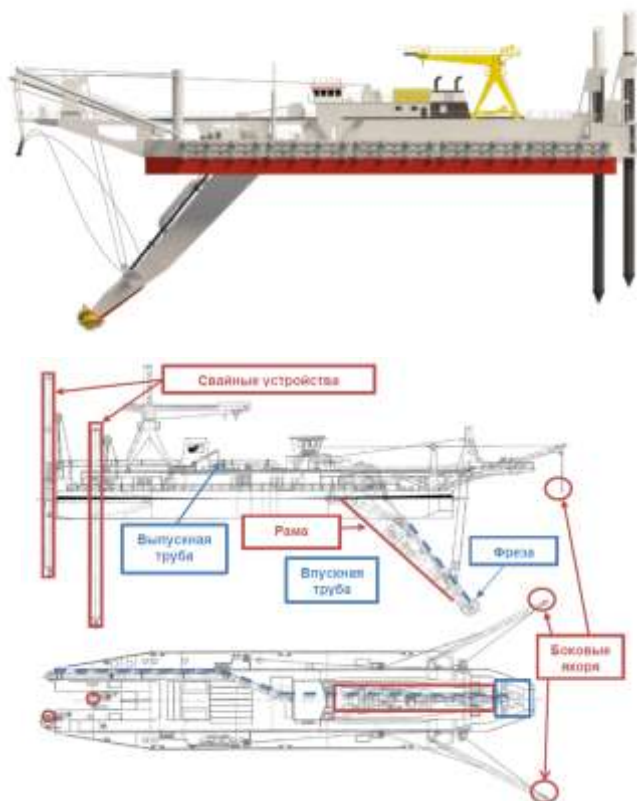 Свайные устройства
Выпускная
труба
Рама
Впускная
труба
Фреза
Боковые
якоря